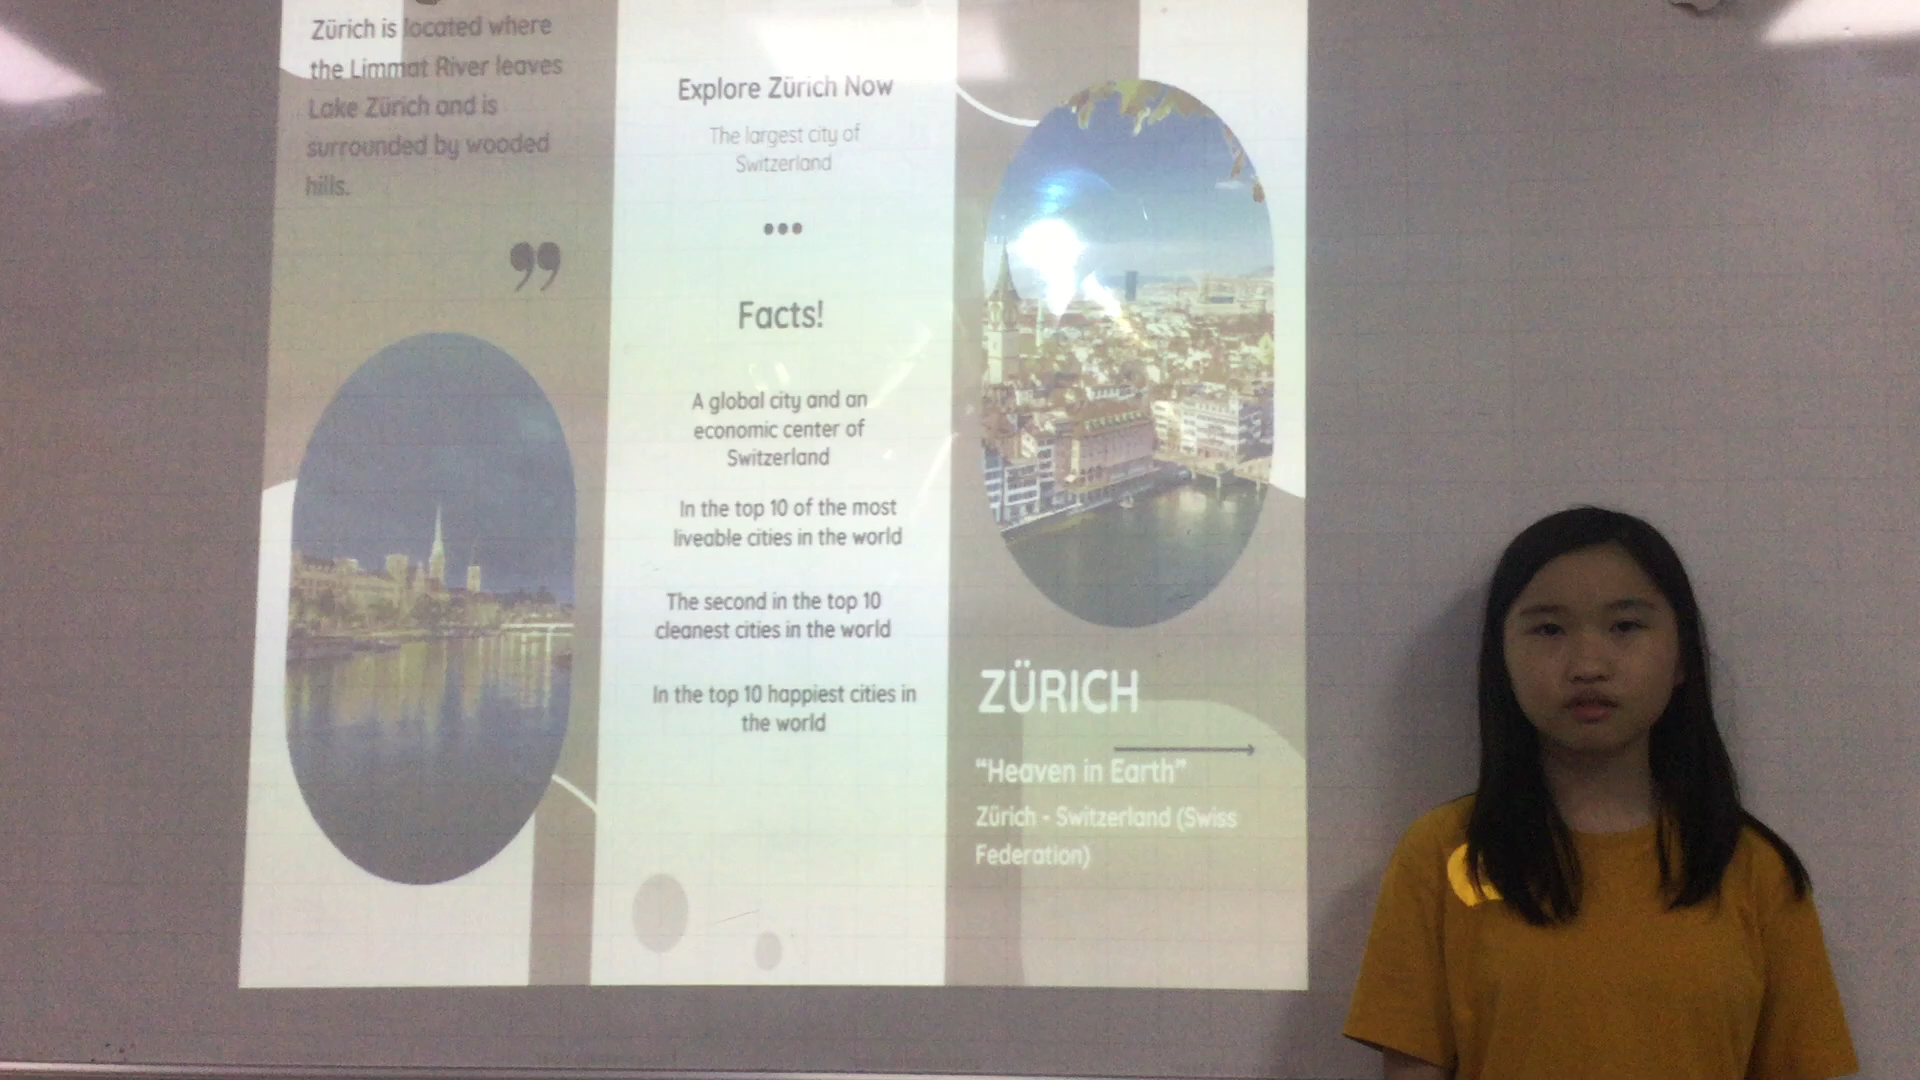 Zürich is located where
the Limmat River leaves
Lake Zürich and is
surrounded by wooded
hills.
”
Explore Zürich Now
The largest city of
Switzerland
Facts!
A global city and an
economic center of
Switzerland
In the top 10 of the most
liveable cities in the world
The second in the top 10
cleanest cities in the world
In the top 10 happiest cities in
the world
ZÜRICH
“Heaven in Earth”
Zürich - Switzerland (Swiss
Federation)